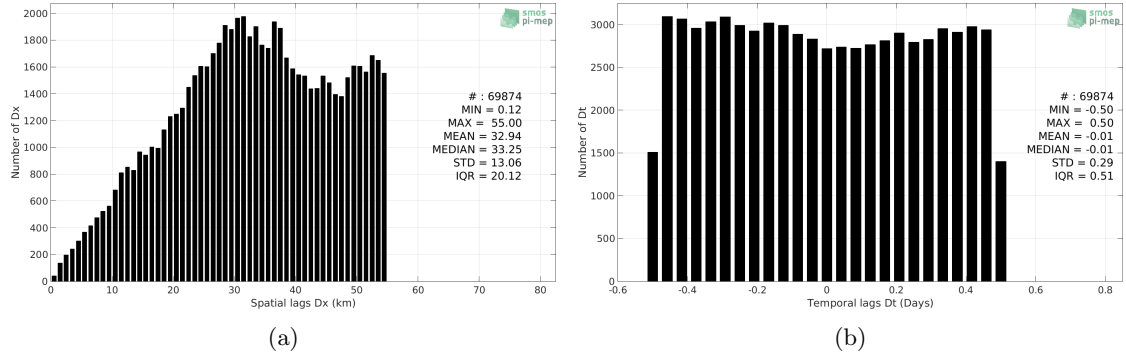 2000
1800
1600
1400
1200
1000
800
600
400
200
0
Number of Dx
0 10 20 30 40 50 60 70 80
Spatial lags Dx (km)
smos
pi-mep
# : 69874
MIN = 0.12
MAX = 55.00
MEAN = 32.94
MEDIAN = 33.25
STD = 13.06
IQR = 20.12
(a)
3000
2500
2000
1500
1000
500
0
Number of Dt
-0.6 -0.4 -0.2 0 0.2 0.4 0.6 0.8
Temporal lags Dt (Days)
smos
pi-mep
# : 69874
MIN = -0.50
MAX = 0.50
MEAN = -0.01
MEDIAN = -0.01
STD = 0.29
IQR = 0.51
(b)